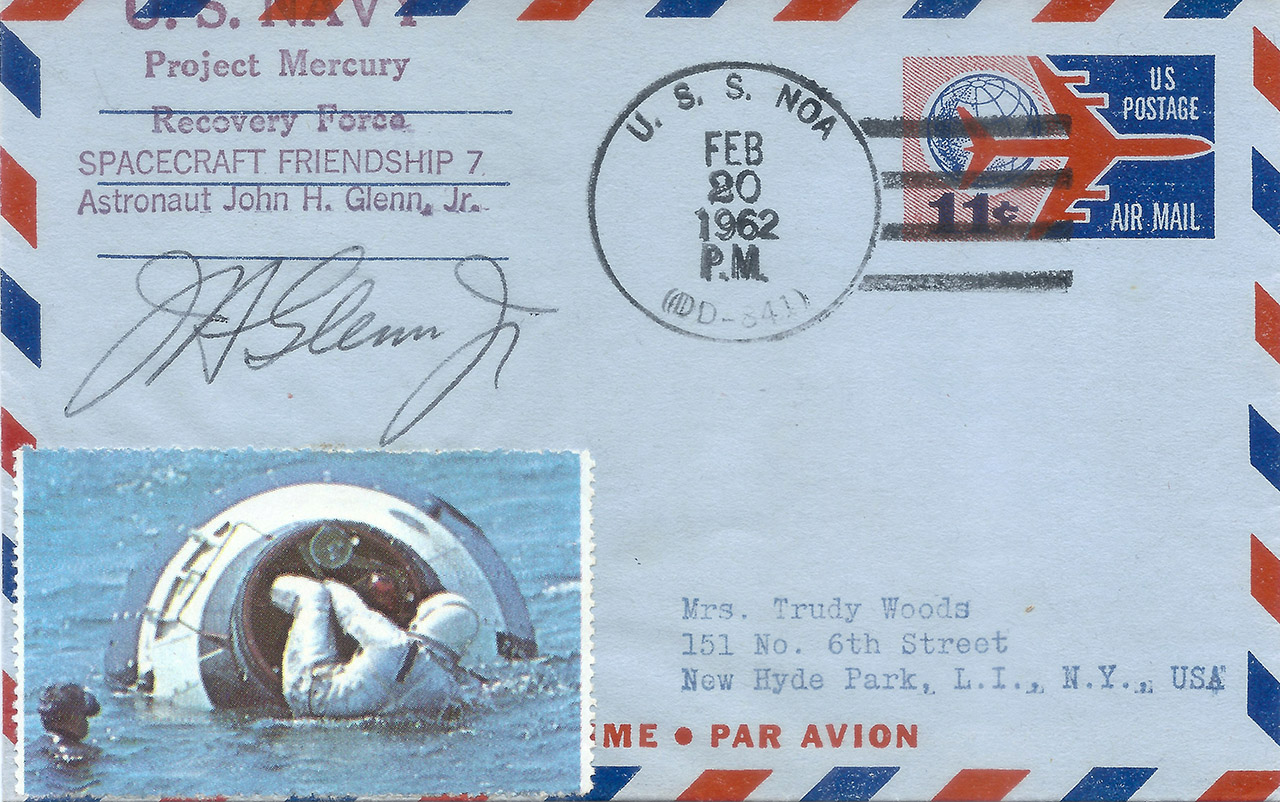 U. S. NAVY
Project Mercury
Recovery Force
SPACECRAFT FRIENDSHIP 7
Astronaut John H. Glenn, Jr.
JHGlenn Jr
U. S. S. NOA
FEB
20
1962
P.M.
(DD-841)
US
POSTAGE
11¢
AIR MAIL
Mrs. Trudy Woods
151 No. 6th Street
New Hyde Park, L.I., N.Y., USA
ME • PAR AVION